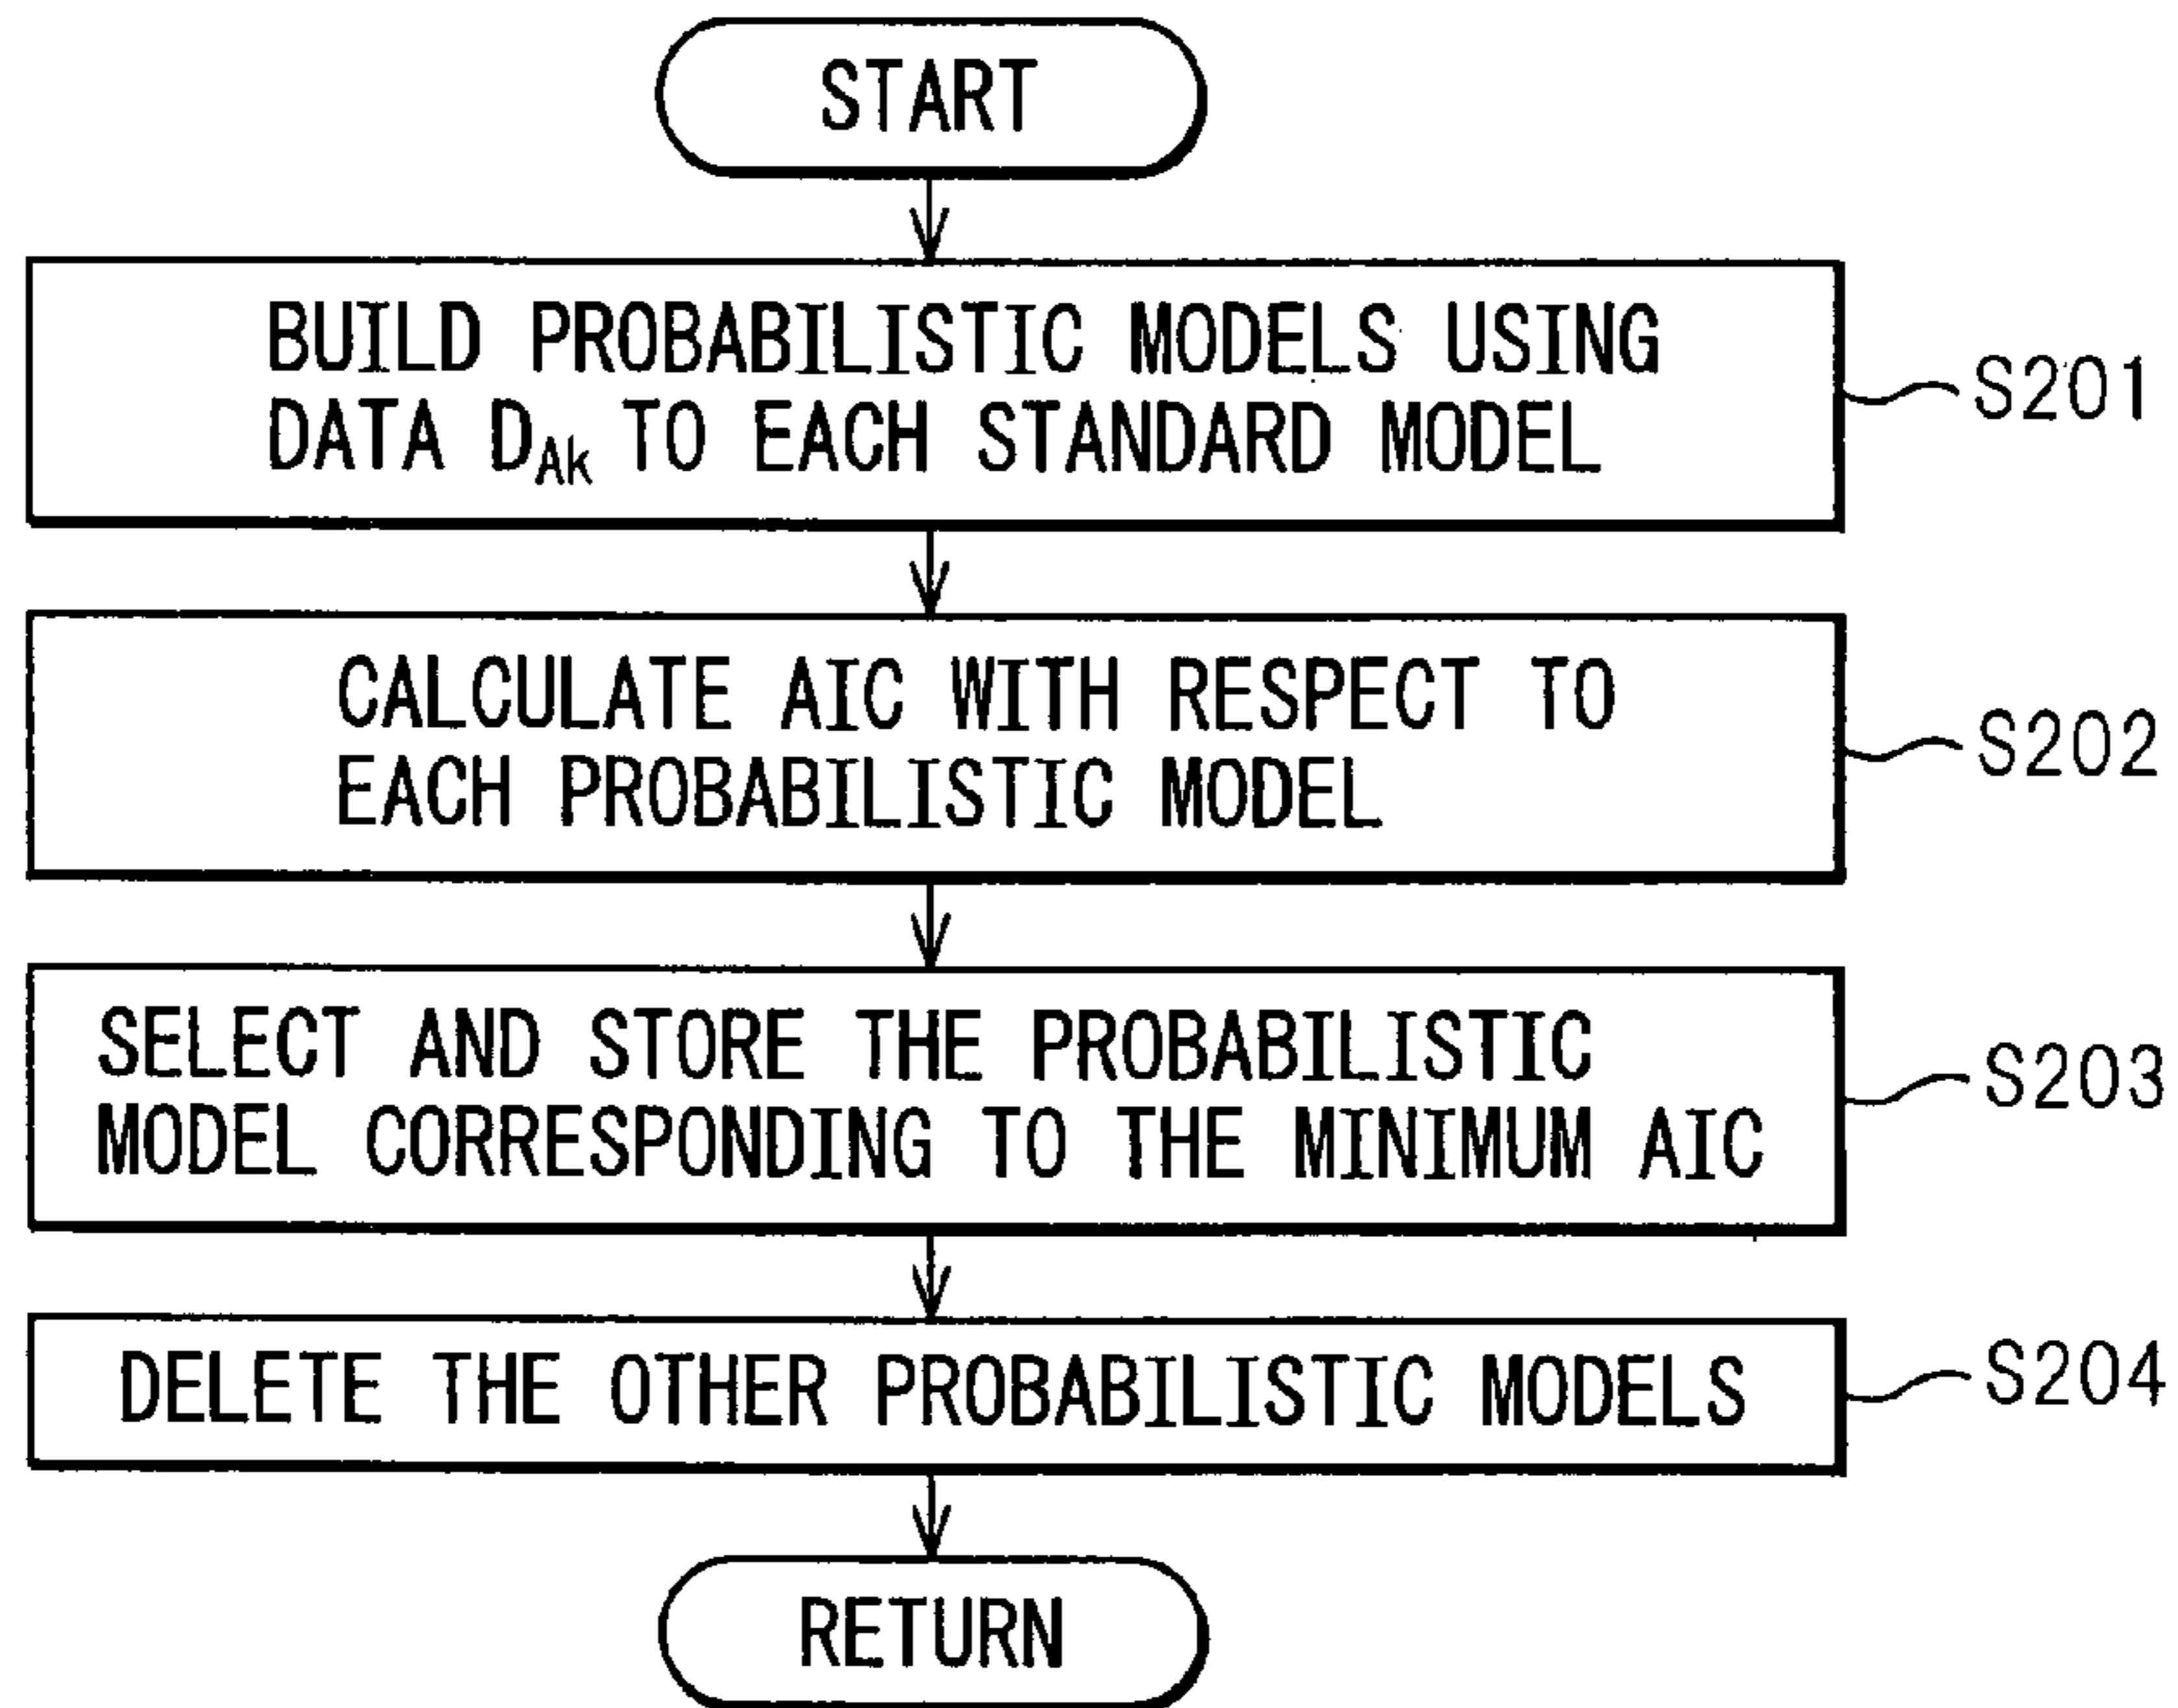 START
BUILD PROBABILISTIC MODELS USING
DATA D_Ak TO EACH STANDARD MODEL
S201
CALCULATE AIC WITH RESPECT TO
EACH PROBABILISTIC MODEL
S202
SELECT AND STORE THE PROBABILISTIC
MODEL CORRESPONDING TO THE MINIMUM AIC
S203
DELETE THE OTHER PROBABILISTIC MODELS
S204
RETURN